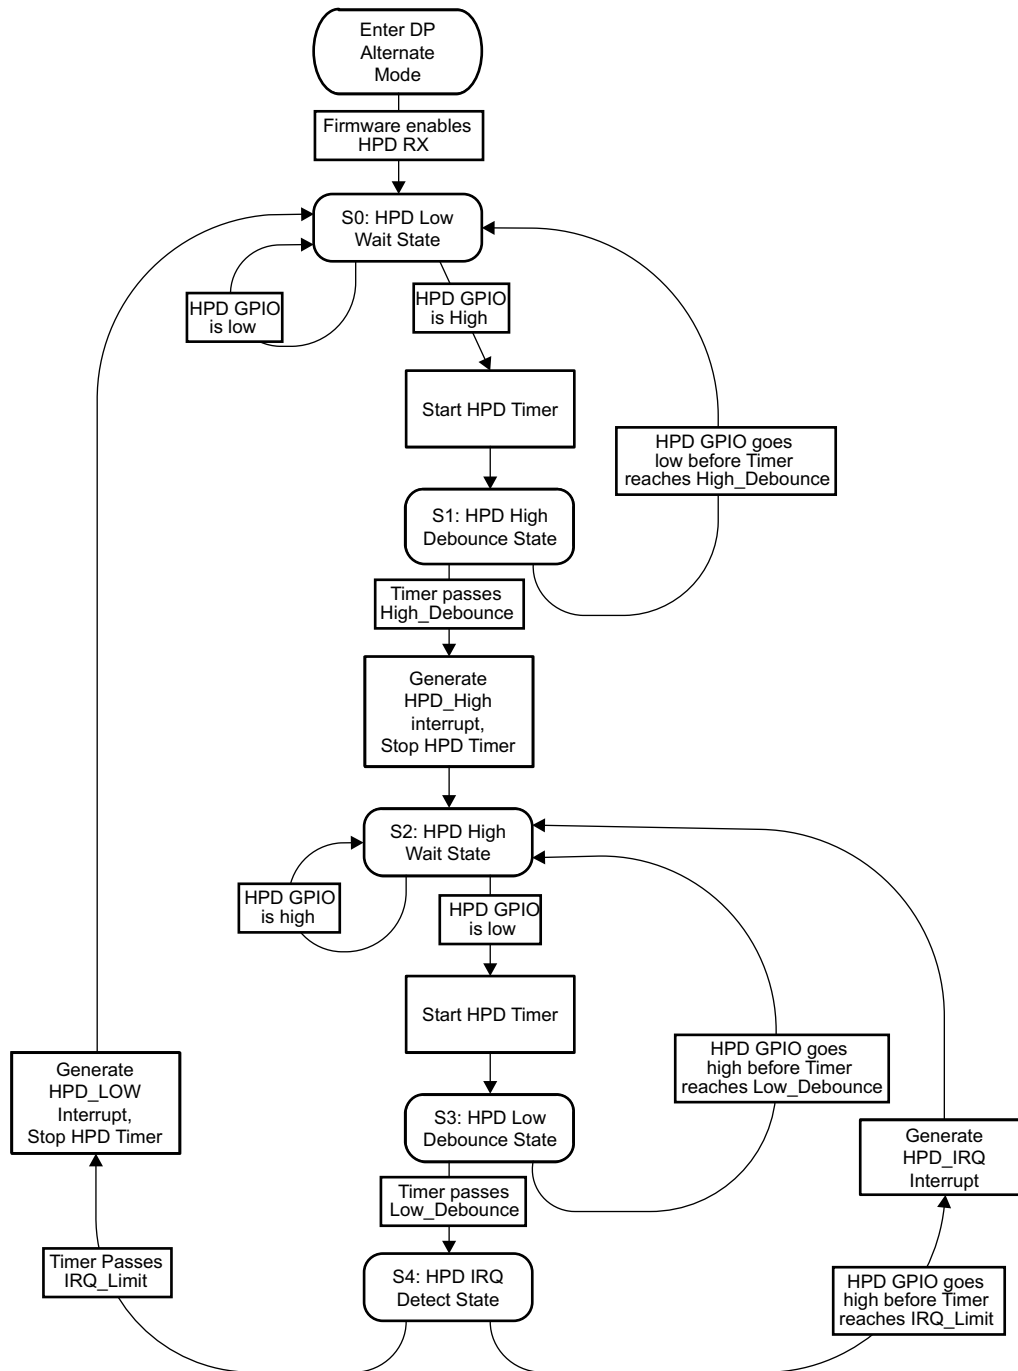 Enter DP
Alternate
Mode
Firmware enables
HPD RX
S0: HPD Low
Wait State
HPD GPIO
is low
HPD GPIO
is High
Start HPD Timer
HPD GPIO goes
low before Timer
reaches High_Debounce
S1: HPD High
Debounce State
Timer passes
High_Debounce
Generate
HPD_High
interrupt,
Stop HPD Timer
S2: HPD High
Wait State
HPD GPIO
is high
HPD GPIO
is low
Start HPD Timer
HPD GPIO goes
high before Timer
reaches Low_Debounce
Generate
HPD_LOW
Interrupt,
Stop HPD Timer
S3: HPD Low
Debounce State
Generate
HPD_IRQ
Interrupt
Timer passes
Low_Debounce
Timer Passes
IRQ_Limit
S4: HPD IRQ
Detect State
HPD GPIO goes
high before Timer
reaches IRQ_Limit